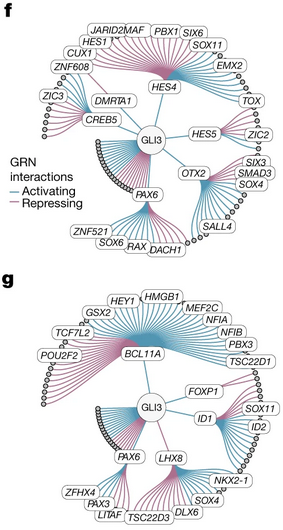 f
JARID2 MAF PBX1 SIX6
HES1 SOX11
CUX1 EMX2
ZNF608 HES4
ZIC3 DMRTA1 TOX
CREB5 HES5 ZIC2
GLI3
GRN
interactions
Activating
Repressing
OTX2 SIX3
SMAD3
SOX4
PAX6
SALL4
ZNF521
SOX6 RAX DACH1
g
HEY1 HMGB1
GSX2 MEF2C
TCF7L2 NFIA
NFIB
POU2F2 BCL11A PBX3
TSC22D1
FOXP1
GLI3 SOX11
ID1 ID2
PAX6 LHX8
NKX2-1
ZFHX4 SOX4
PAX3 DLX6
LITAF TSC22D3